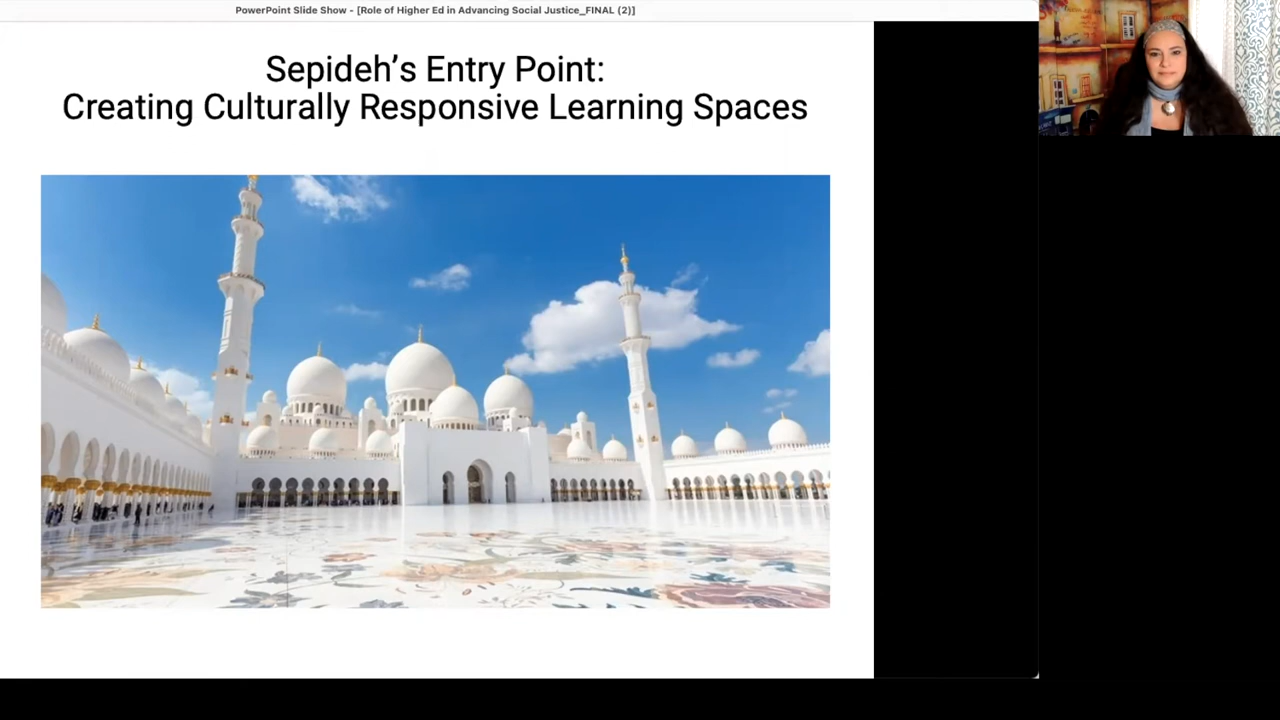 PowerPoint Slide Show - [Role of Higher Ed in Advancing Social Justice_FINAL (2)]
Sepideh’s Entry Point:
Creating Culturally Responsive Learning Spaces